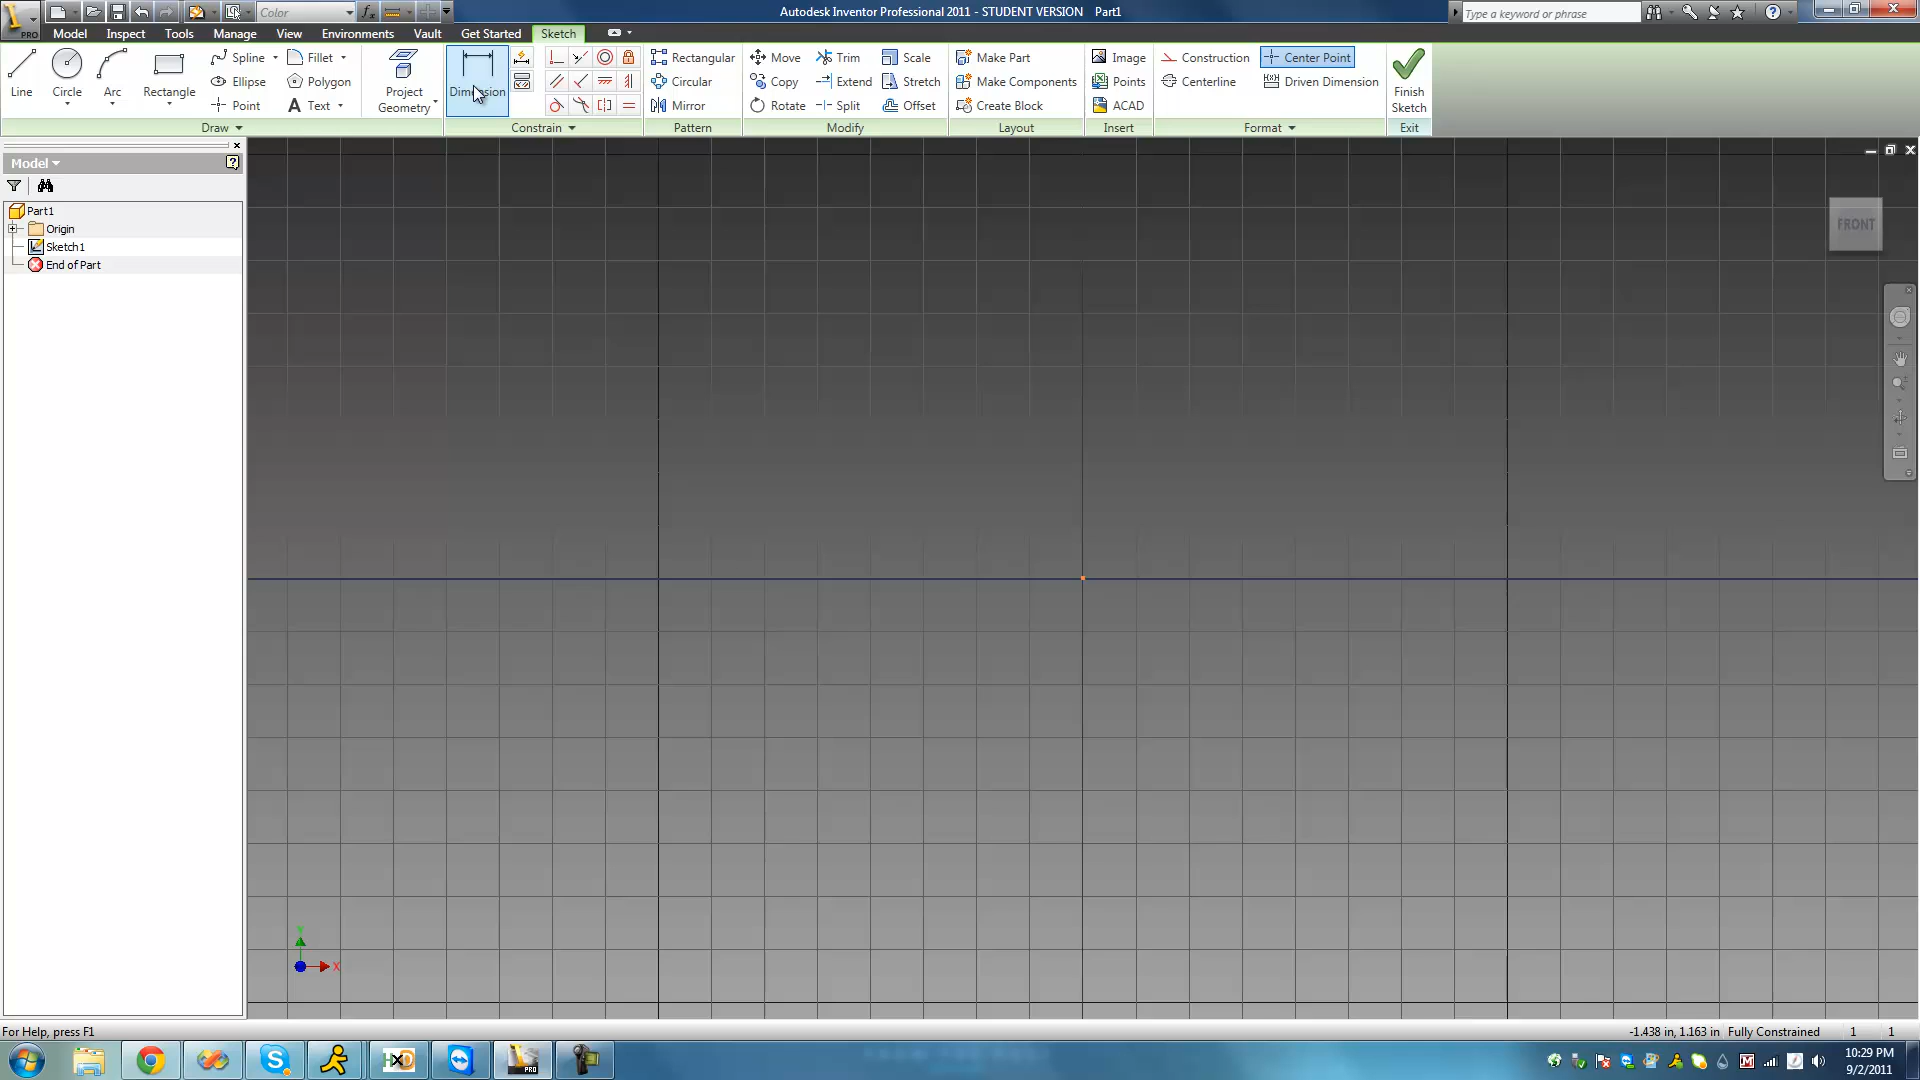 Color
Autodesk Inventor Professional 2011 - STUDENT VERSION Part1
Type a keyword or phrase
PRO
Model Inspect Tools Manage View Environments Vault Get Started Sketch
Line Circle Arc Rectangle
Spline Fillet
Ellipse Polygon
Point Text
Project Geometry
Dimension
Rectangular
Circular
Mirror
Move Trim Scale
Copy Extend Stretch
Rotate Split Offset
Make Part
Make Components
Create Block
Image
Points
ACAD
Construction Center Point
Centerline Driven Dimension
Finish Sketch
Draw Constrain Pattern Modify Layout Insert Format Exit
Model
Part1
Origin
Sketch1
End of Part
FRONT
Y
X
For Help, press F1
-1.438 in, 1.163 in Fully Constrained 1 1
PRO
10:29 PM
9/2/2011